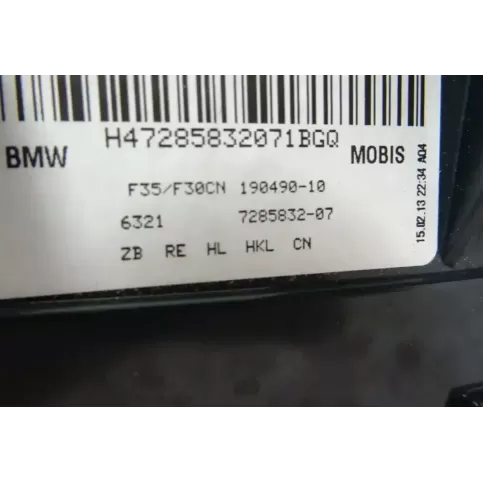 H47285832071BGQ
BMW
MOBIS
F35/F30CN 190490-10
6321 7285832-07
ZB RE HL HKL CN
15.02.13 22:34 A04